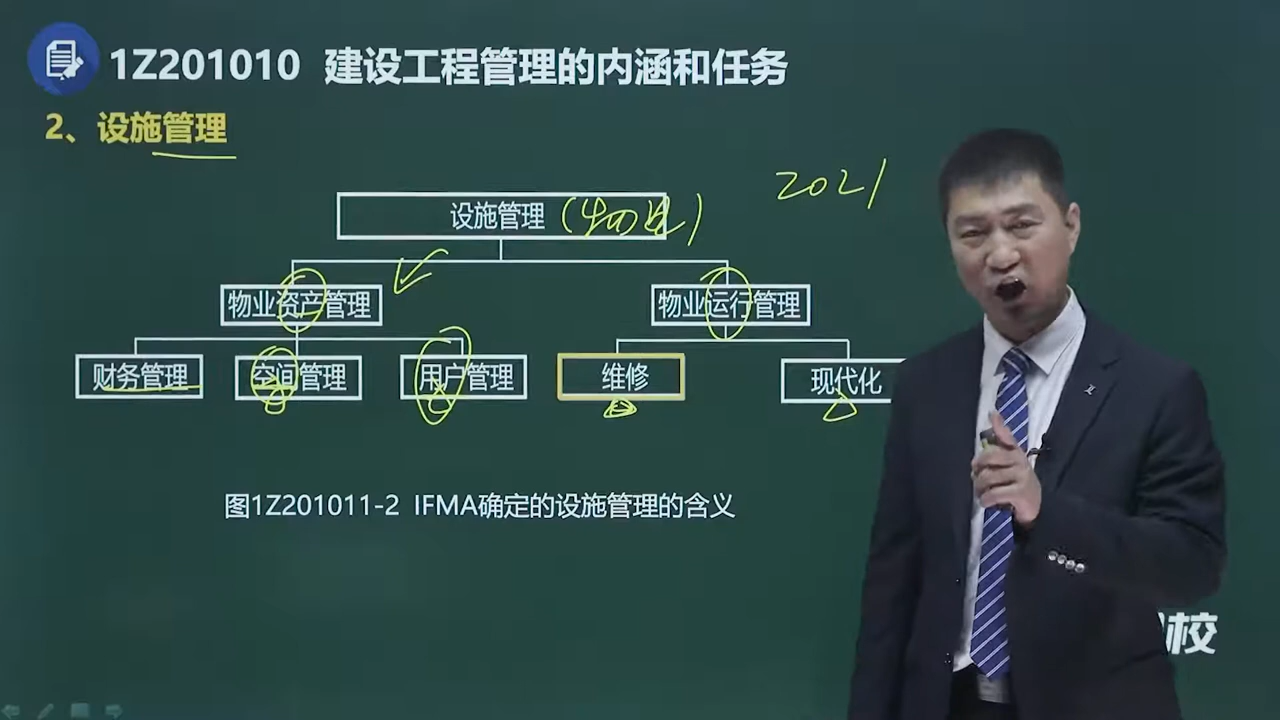 1Z201010 建设工程管理的内涵和任务
2、设施管理
2021
设施管理(物业)
物业资产管理 物业运行管理
财务管理 空间管理 用户管理 维修 现代化
图1Z201011-2 IFMA确定的设施管理的含义
校